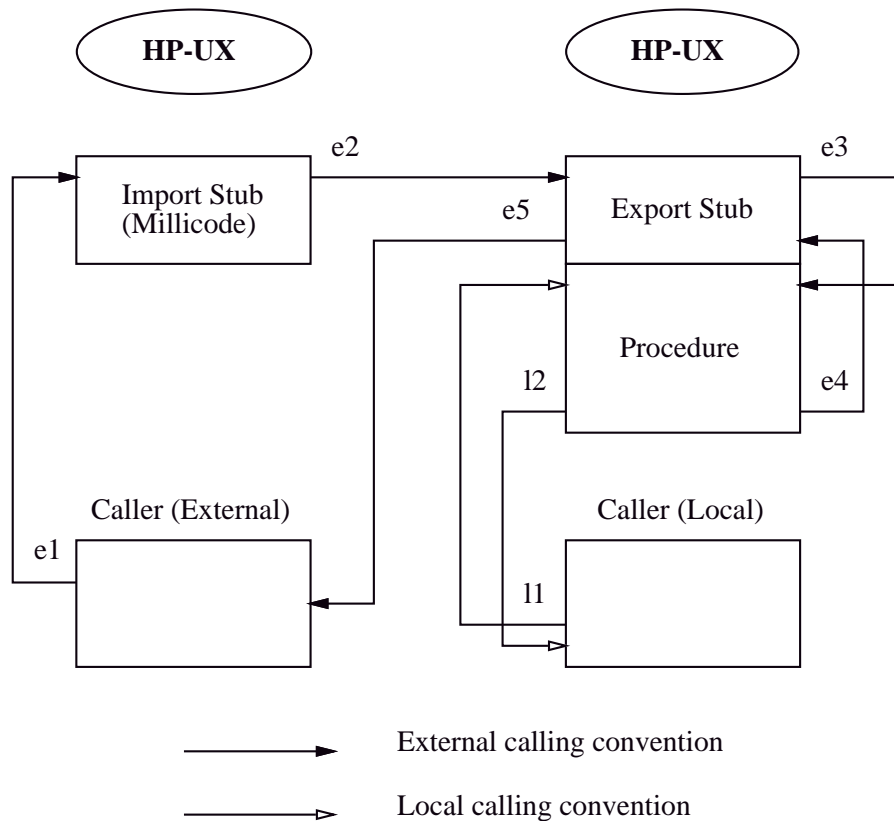 HP-UX
HP-UX
e2
e3
Import Stub
(Millicode)
e5
Export Stub
Procedure
l2
e4
Caller (External)
Caller (Local)
e1
l1
External calling convention
Local calling convention